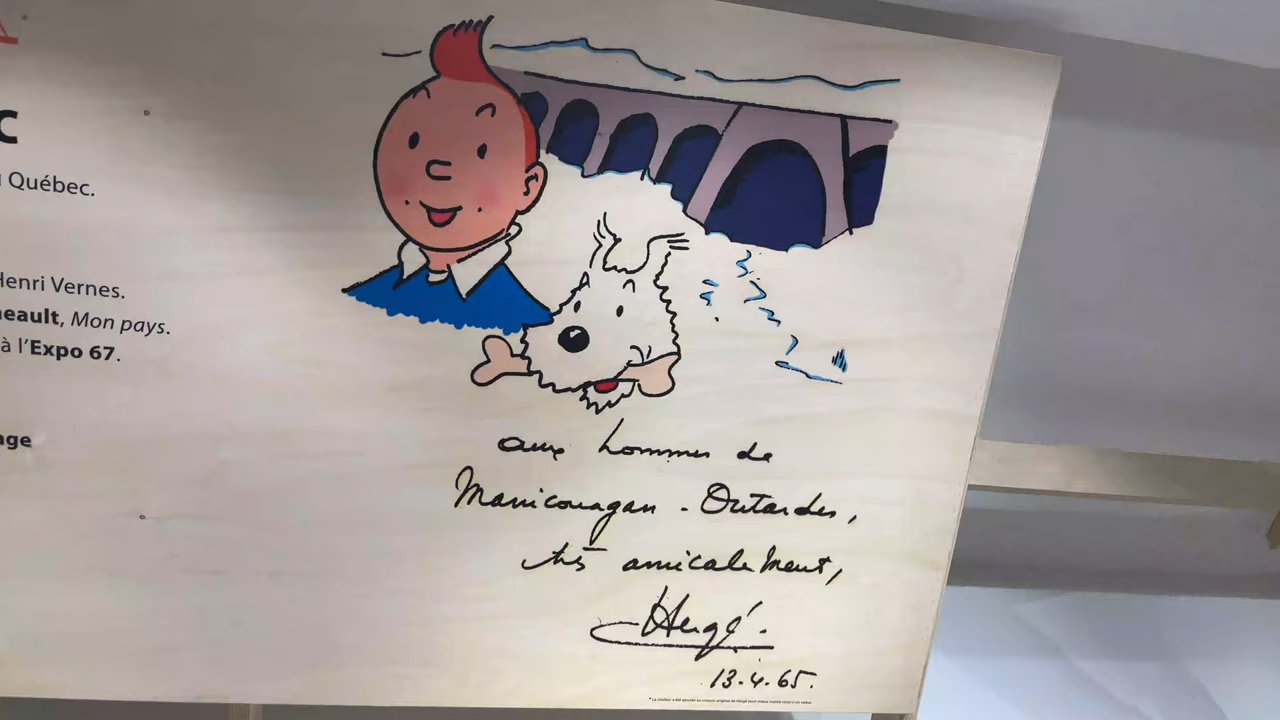 C
Québec.
Henri Vernes.
neault, Mon pays.
à l'Expo 67.
age
aux hommes de
Manicouagan - Outardes,
très amicalement,
Hergé.
13.4.65.